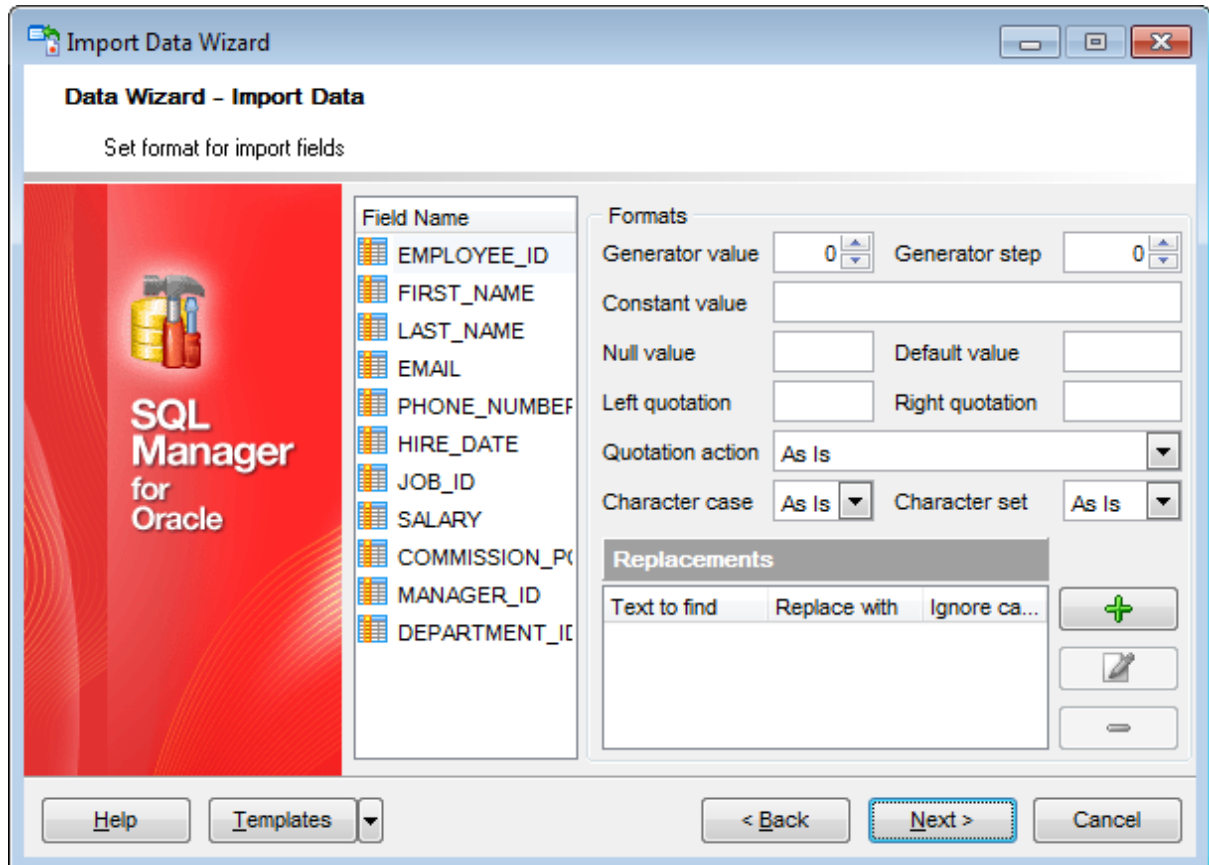 Import Data Wizard
Data Wizard – Import Data
Set format for import fields
SQL
Manager
for
Oracle
Field Name
EMPLOYEE_ID
FIRST_NAME
LAST_NAME
EMAIL
PHONE_NUMBER
HIRE_DATE
JOB_ID
SALARY
COMMISSION_P
MANAGER_ID
DEPARTMENT_ID
Formats
Generator value 0 Generator step 0
Constant value
Null value Default value
Left quotation Right quotation
Quotation action As Is
Character case As Is Character set As Is
Replacements
Text to find Replace with Ignore ca...
Help Templates < Back Next > Cancel